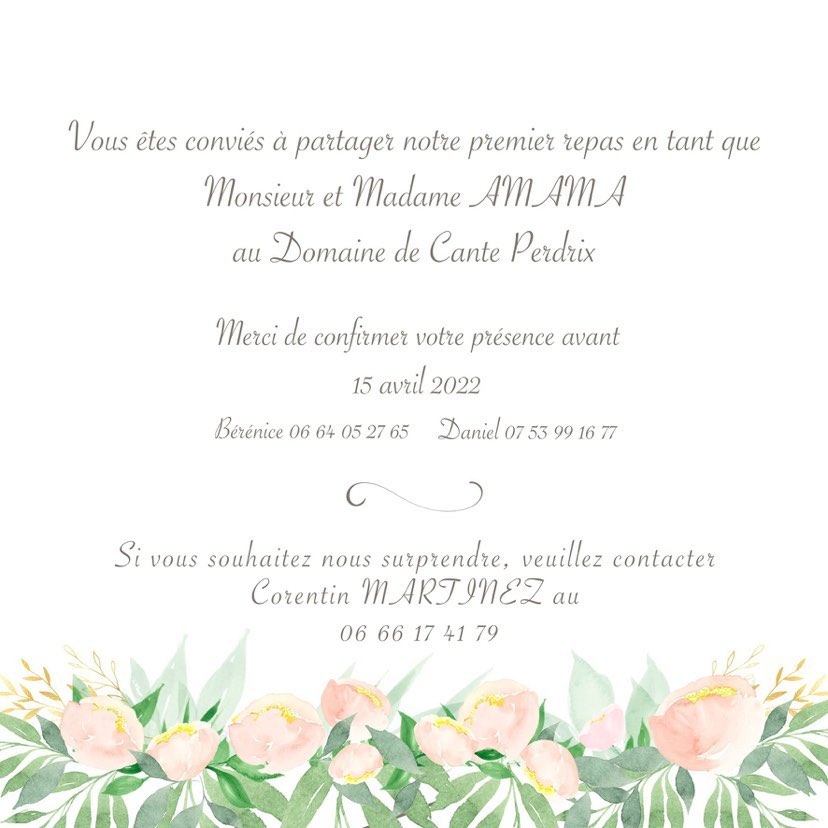 Vous êtes conviés à partager notre premier repas en tant que
Monsieur et Madame AMAMA
au Domaine de Cante Perdrix
Merci de confirmer votre présence avant
15 avril 2022
Bérénice 06 64 05 27 65 Daniel 07 53 99 16 77
Si vous souhaitez nous surprendre, veuillez contacter
Corentin MARTINEZ au
06 66 17 41 79